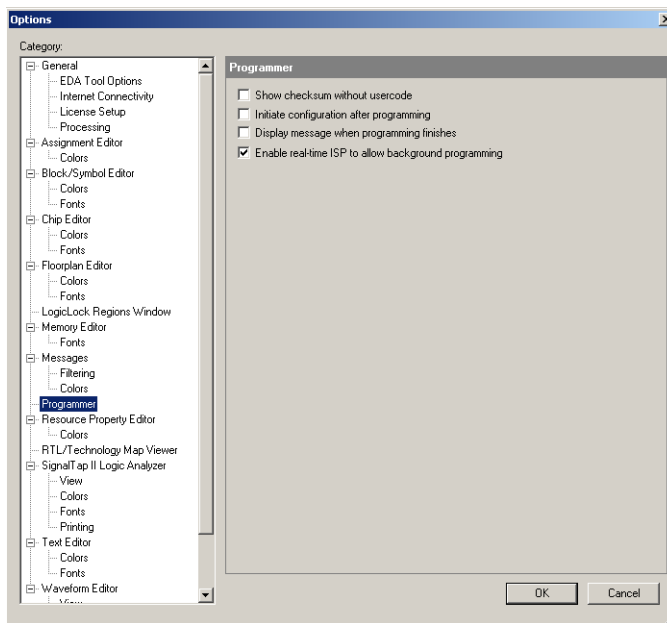 Options
Category:
General
EDA Tool Options
Internet Connectivity
License Setup
Processing
Assignment Editor
Colors
Block/Symbol Editor
Colors
Fonts
Chip Editor
Colors
Fonts
Floorplan Editor
Colors
Fonts
LogicLock Regions Window
Memory Editor
Fonts
Messages
Filtering
Colors
Programmer
Resource Property Editor
Colors
RTL/Technology Map Viewer
SignalTap II Logic Analyzer
View
Colors
Fonts
Printing
Text Editor
Colors
Fonts
Waveform Editor
View
Programmer
Show checksum without usercode
Initiate configuration after programming
Display message when programming finishes
Enable real-time ISP to allow background programming
OK
Cancel